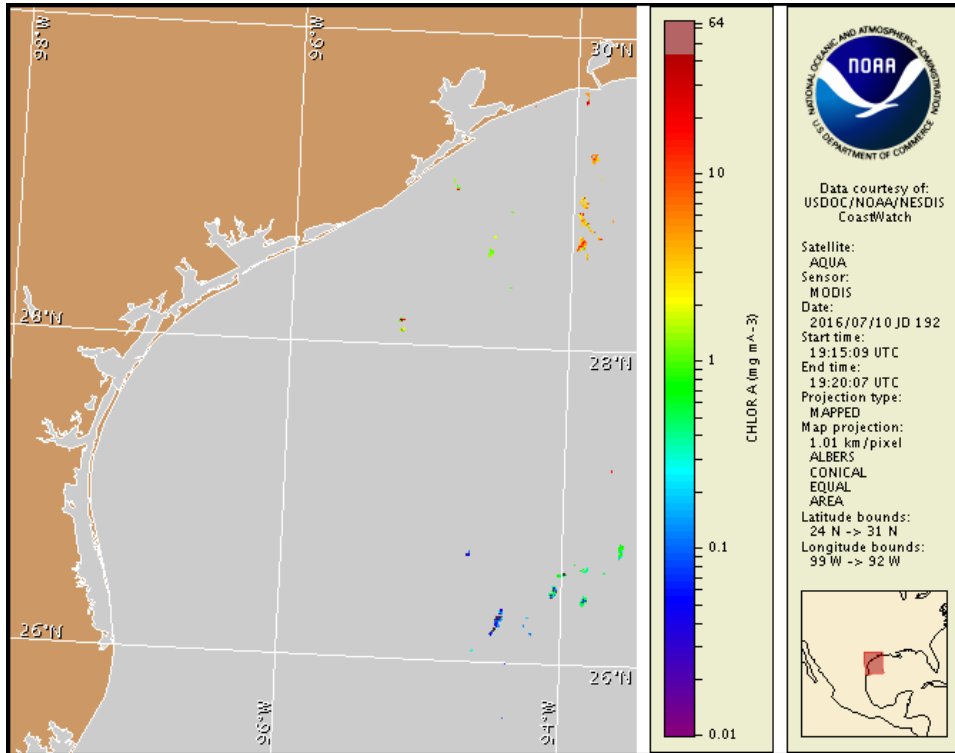 98°W
96°W
30°N
28°N
28°N
26°N
26°N
96°W
94°W
64
10
1
0.1
0.01
CHLOR A (mg m^-3)
NATIONAL OCEANIC AND ATMOSPHERIC ADMINISTRATION
NOAA
U.S. DEPARTMENT OF COMMERCE
Data courtesy of:
USDOC/NOAA/NESDIS
CoastWatch
Satellite:
AQUA
Sensor:
MODIS
Date:
2016/07/10 JD 192
Start time:
19:15:09 UTC
End time:
19:20:07 UTC
Projection type:
MAPPED
Map projection:
1.01 km/pixel
ALBERS
CONICAL
EQUAL
AREA
Latitude bounds:
24 N -> 31 N
Longitude bounds:
99 W -> 92 W